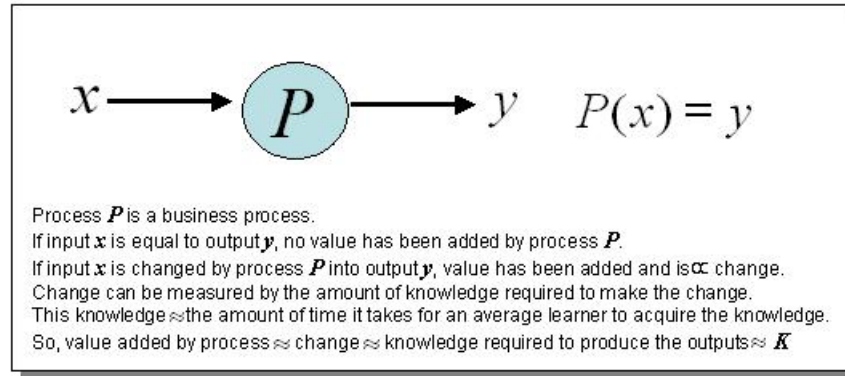 x P y P(x) = y
Process P is a business process.
If input x is equal to output y, no value has been added by process P.
If input x is changed by process P into output y, value has been added and is ∝ change.
Change can be measured by the amount of knowledge required to make the change.
This knowledge ≈ the amount of time it takes for an average learner to acquire the knowledge.
So, value added by process ≈ change ≈ knowledge required to produce the outputs ≈ K